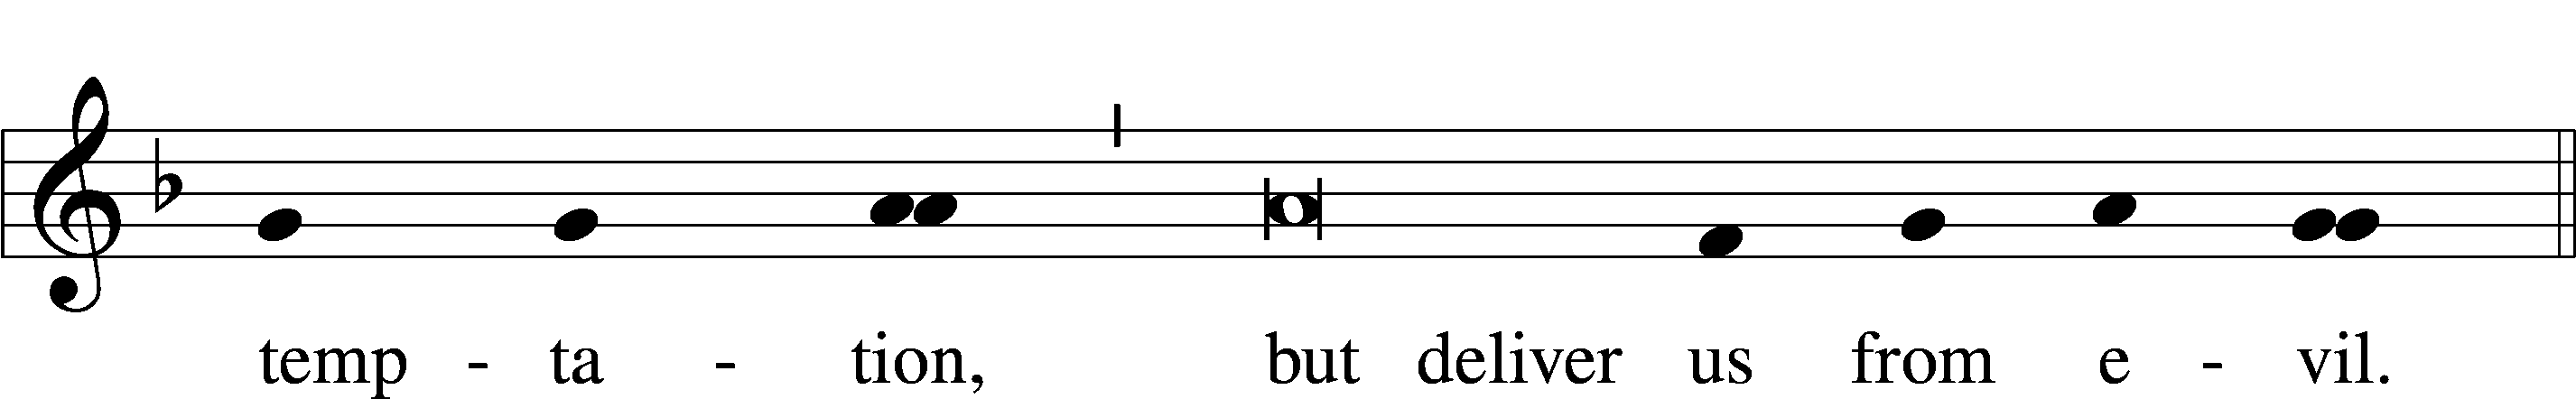 temp - ta - tion, but deliver us from e - vil.